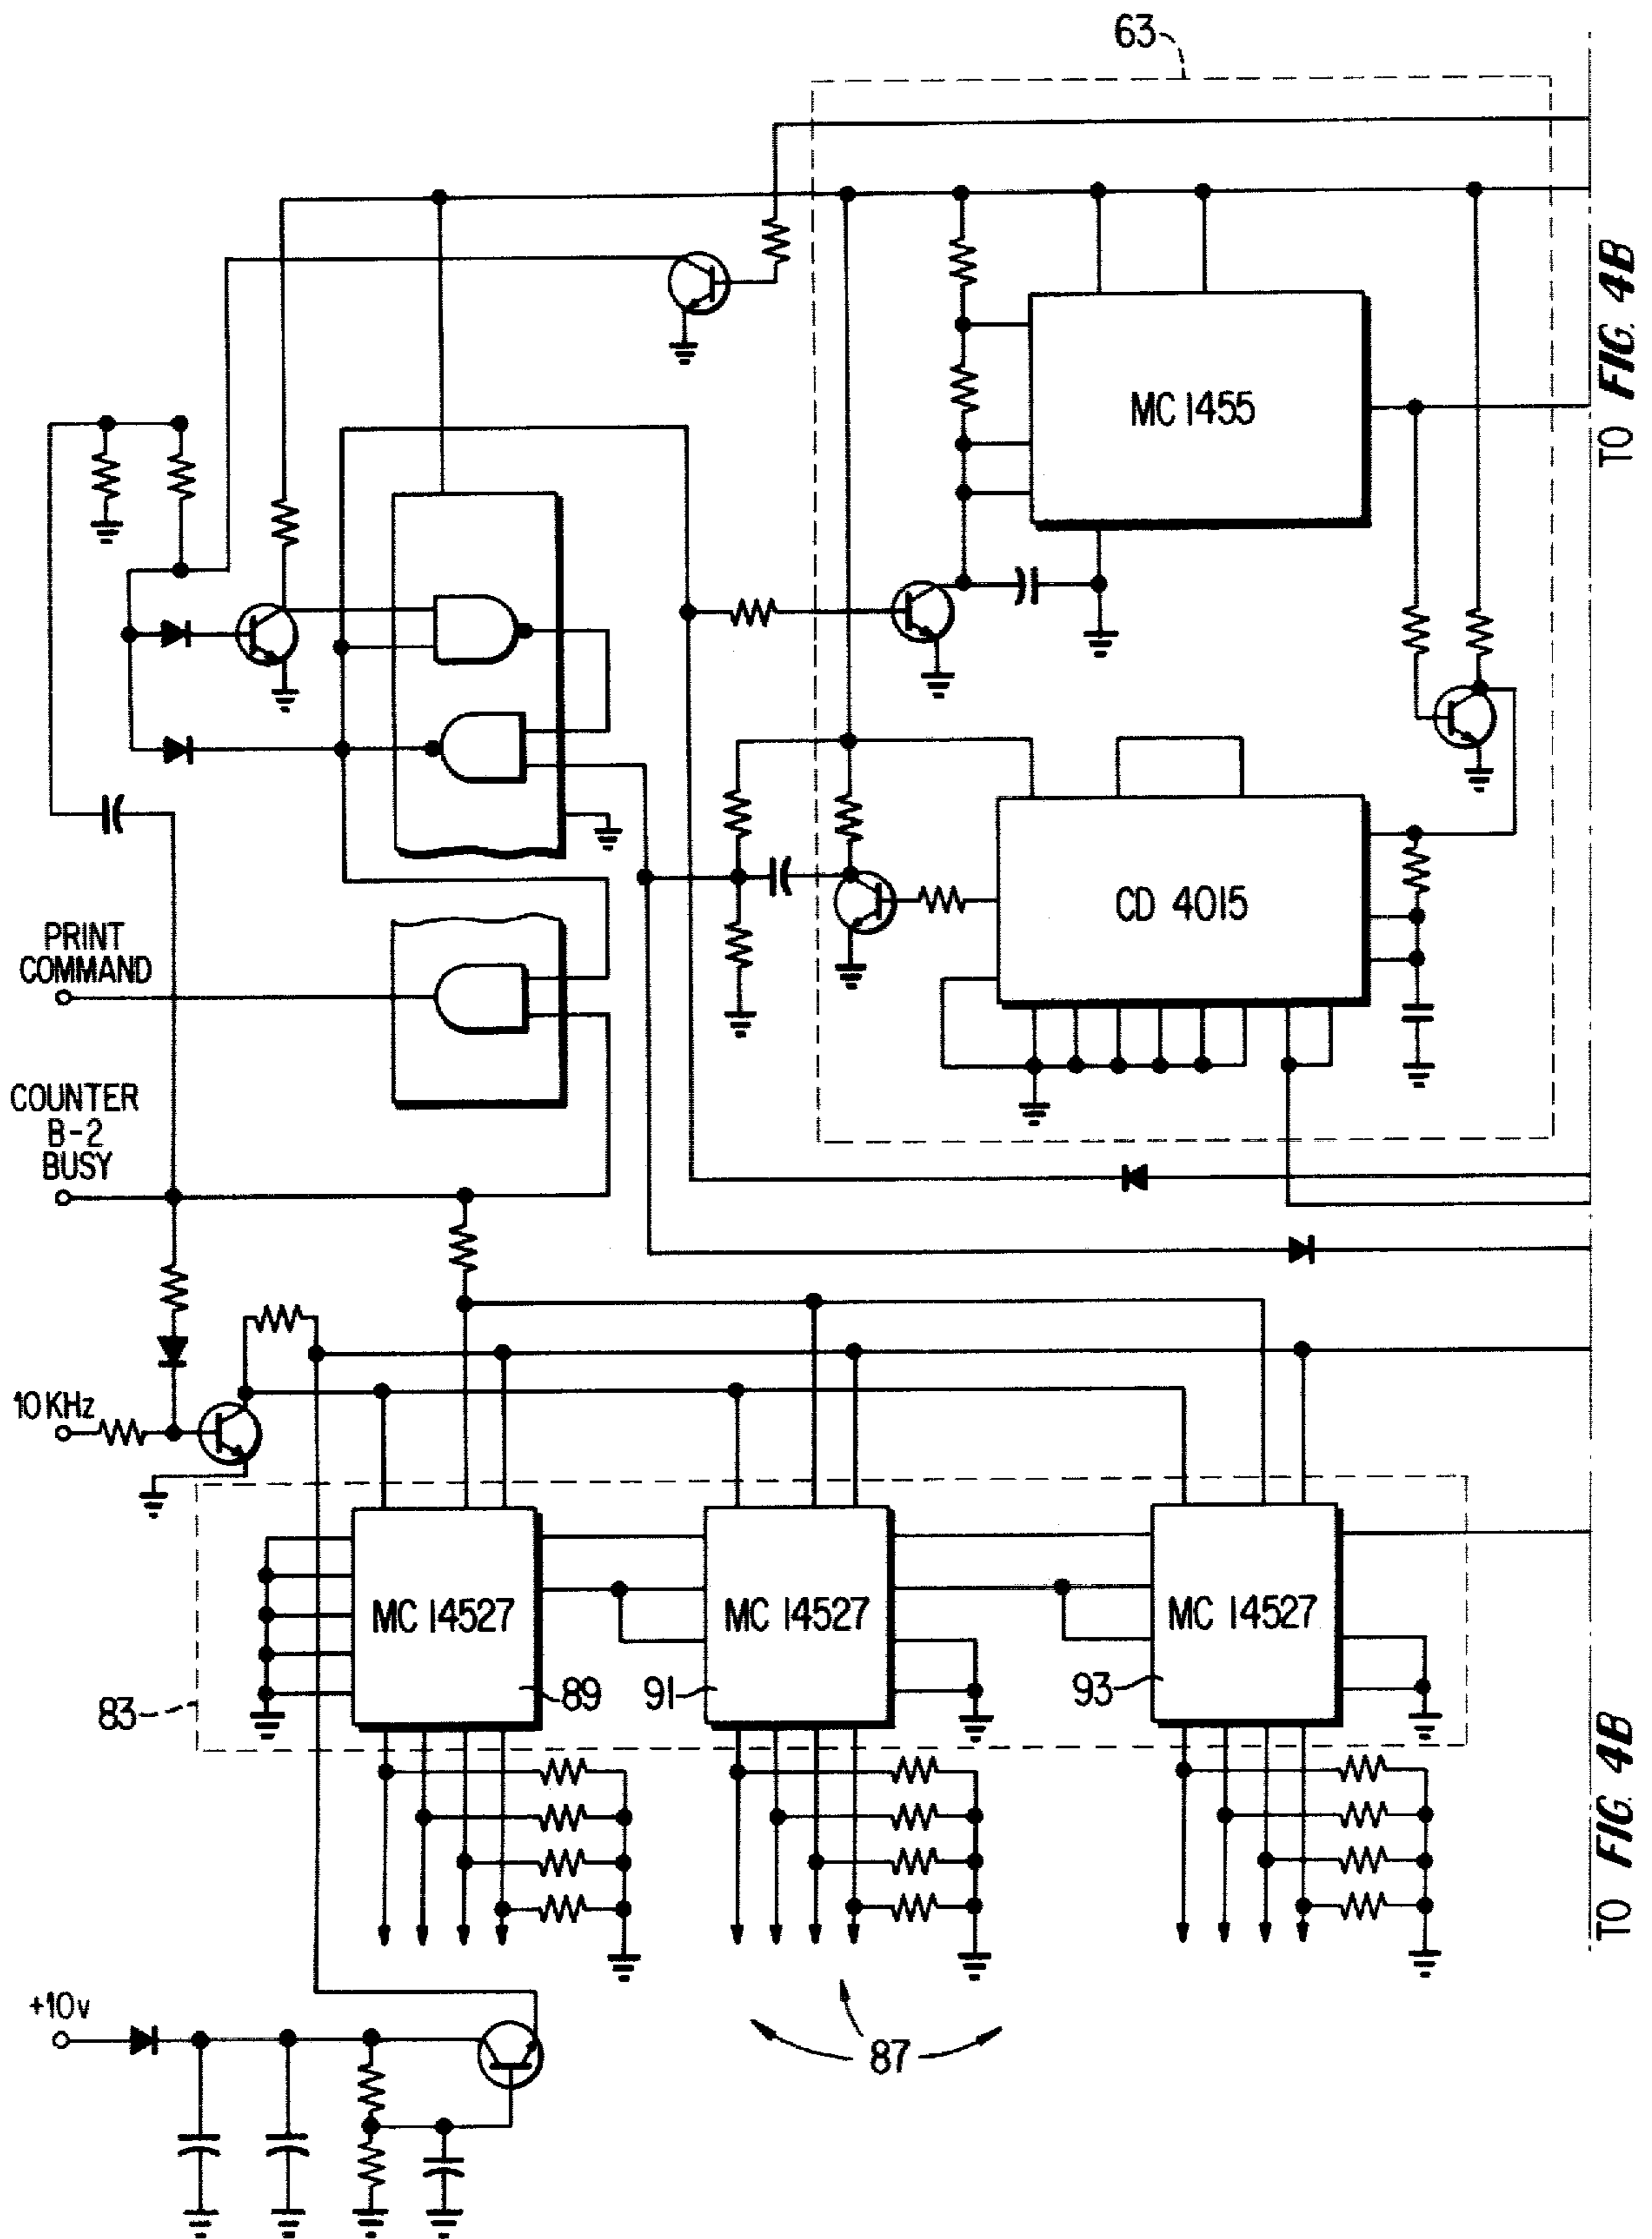 63
TO FIG. 4B
MC 1455
CD 4015
PRINT
COMMAND
COUNTER
B-2
BUSY
10 KHz
MC 14527
MC 14527
MC 14527
83
89
91
93
TO FIG. 4B
+10v
87